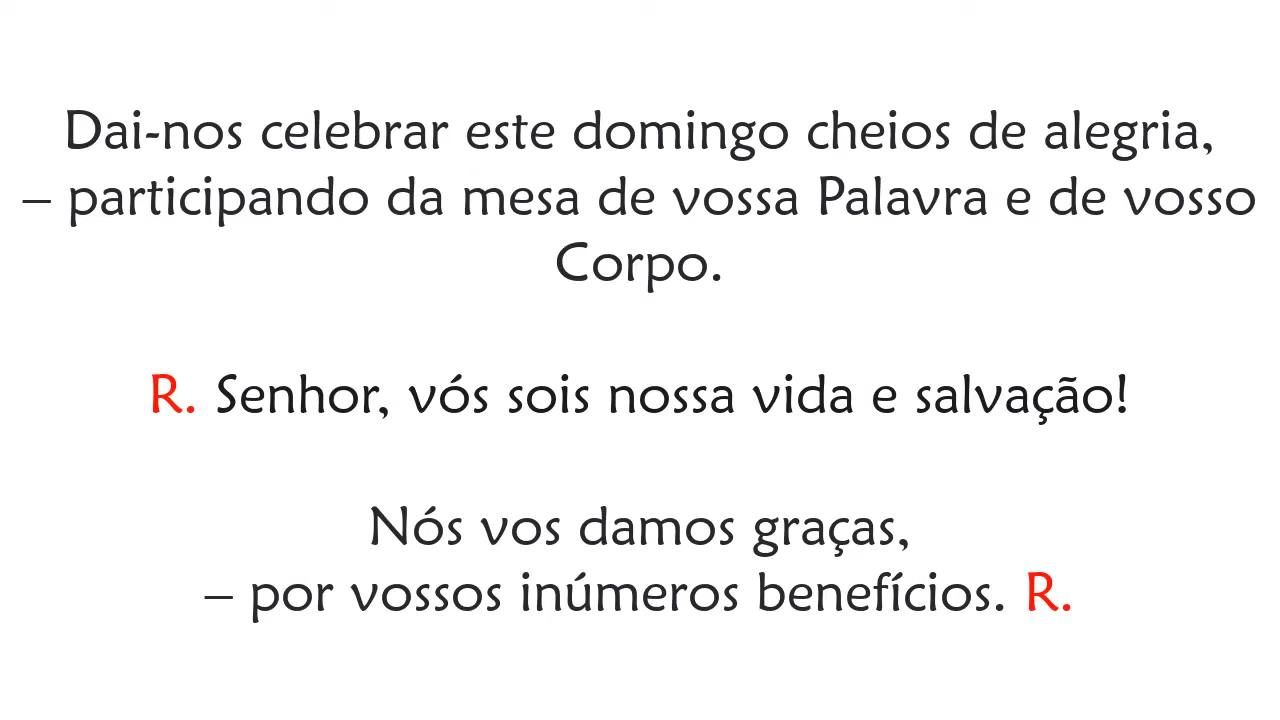 Dai-nos celebrar este domingo cheios de alegria,
– participando da mesa de vossa Palavra e de vosso
Corpo.
R. Senhor, vós sois nossa vida e salvação!
Nós vos damos graças,
– por vossos inúmeros benefícios. R.